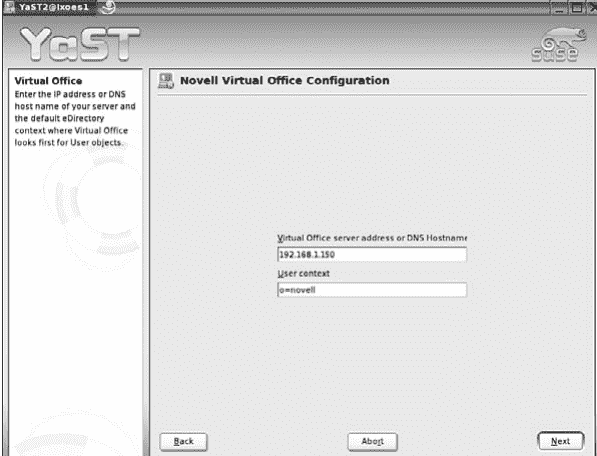 YaST2@lxoes1
YaST
SUSE
Virtual Office
Enter the IP address or DNS
host name of your server and
the default eDirectory
context where Virtual Office
looks first for User objects.
Novell Virtual Office Configuration
Virtual Office server address or DNS Hostname
192.168.1.150
User context
o=novell
Back
Abort
Next